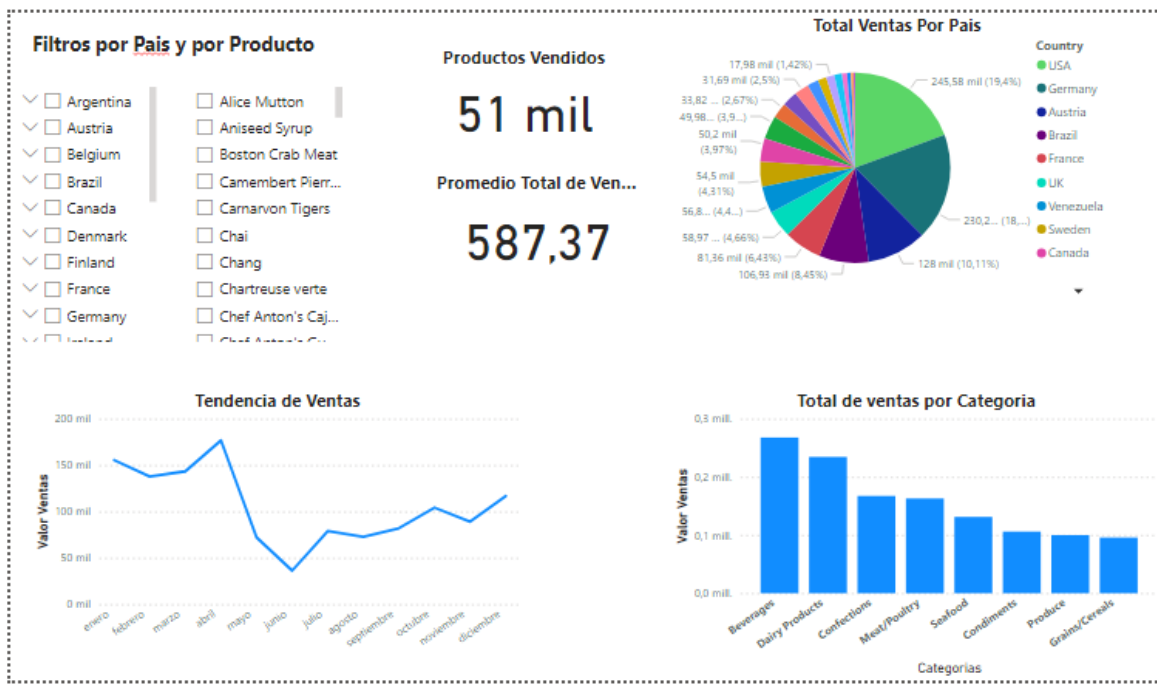 Filtros por Pais y por Producto
Argentina
Austria
Belgium
Brazil
Canada
Denmark
Finland
France
Germany
Alice Mutton
Aniseed Syrup
Boston Crab Meat
Camembert Pierr...
Carnarvon Tigers
Chai
Chang
Chartreuse verte
Chef Anton's Caj...
Productos Vendidos
51 mil
Promedio Total de Ven...
587,37
Total Ventas Por Pais
17,98 mil (1,42%)
31,69 mil (2,5%)
33,82 ... (2,67%)
49,98... (3,9...)
50,2 mil
(3,97%)
54,5 mil
(4,31%)
56,8... (4,4...)
58,97 ... (4,66%)
81,36 mil (6,43%)
106,93 mil (8,45%)
128 mil (10,11%)
230,2... (18,...)
245,58 mil (19,4%)
Country
USA
Germany
Austria
Brazil
France
UK
Venezuela
Sweden
Canada
Tendencia de Ventas
Valor Ventas
200 mil
150 mil
100 mil
50 mil
0 mil
enero
febrero
marzo
abril
mayo
junio
julio
agosto
septiembre
octubre
noviembre
diciembre
Total de ventas por Categoria
Valor Ventas
0,3 mill.
0,2 mill.
0,1 mill.
0,0 mill.
Beverages
Dairy Products
Confections
Meat/Poultry
Seafood
Condiments
Produce
Grains/Cereals
Categorias